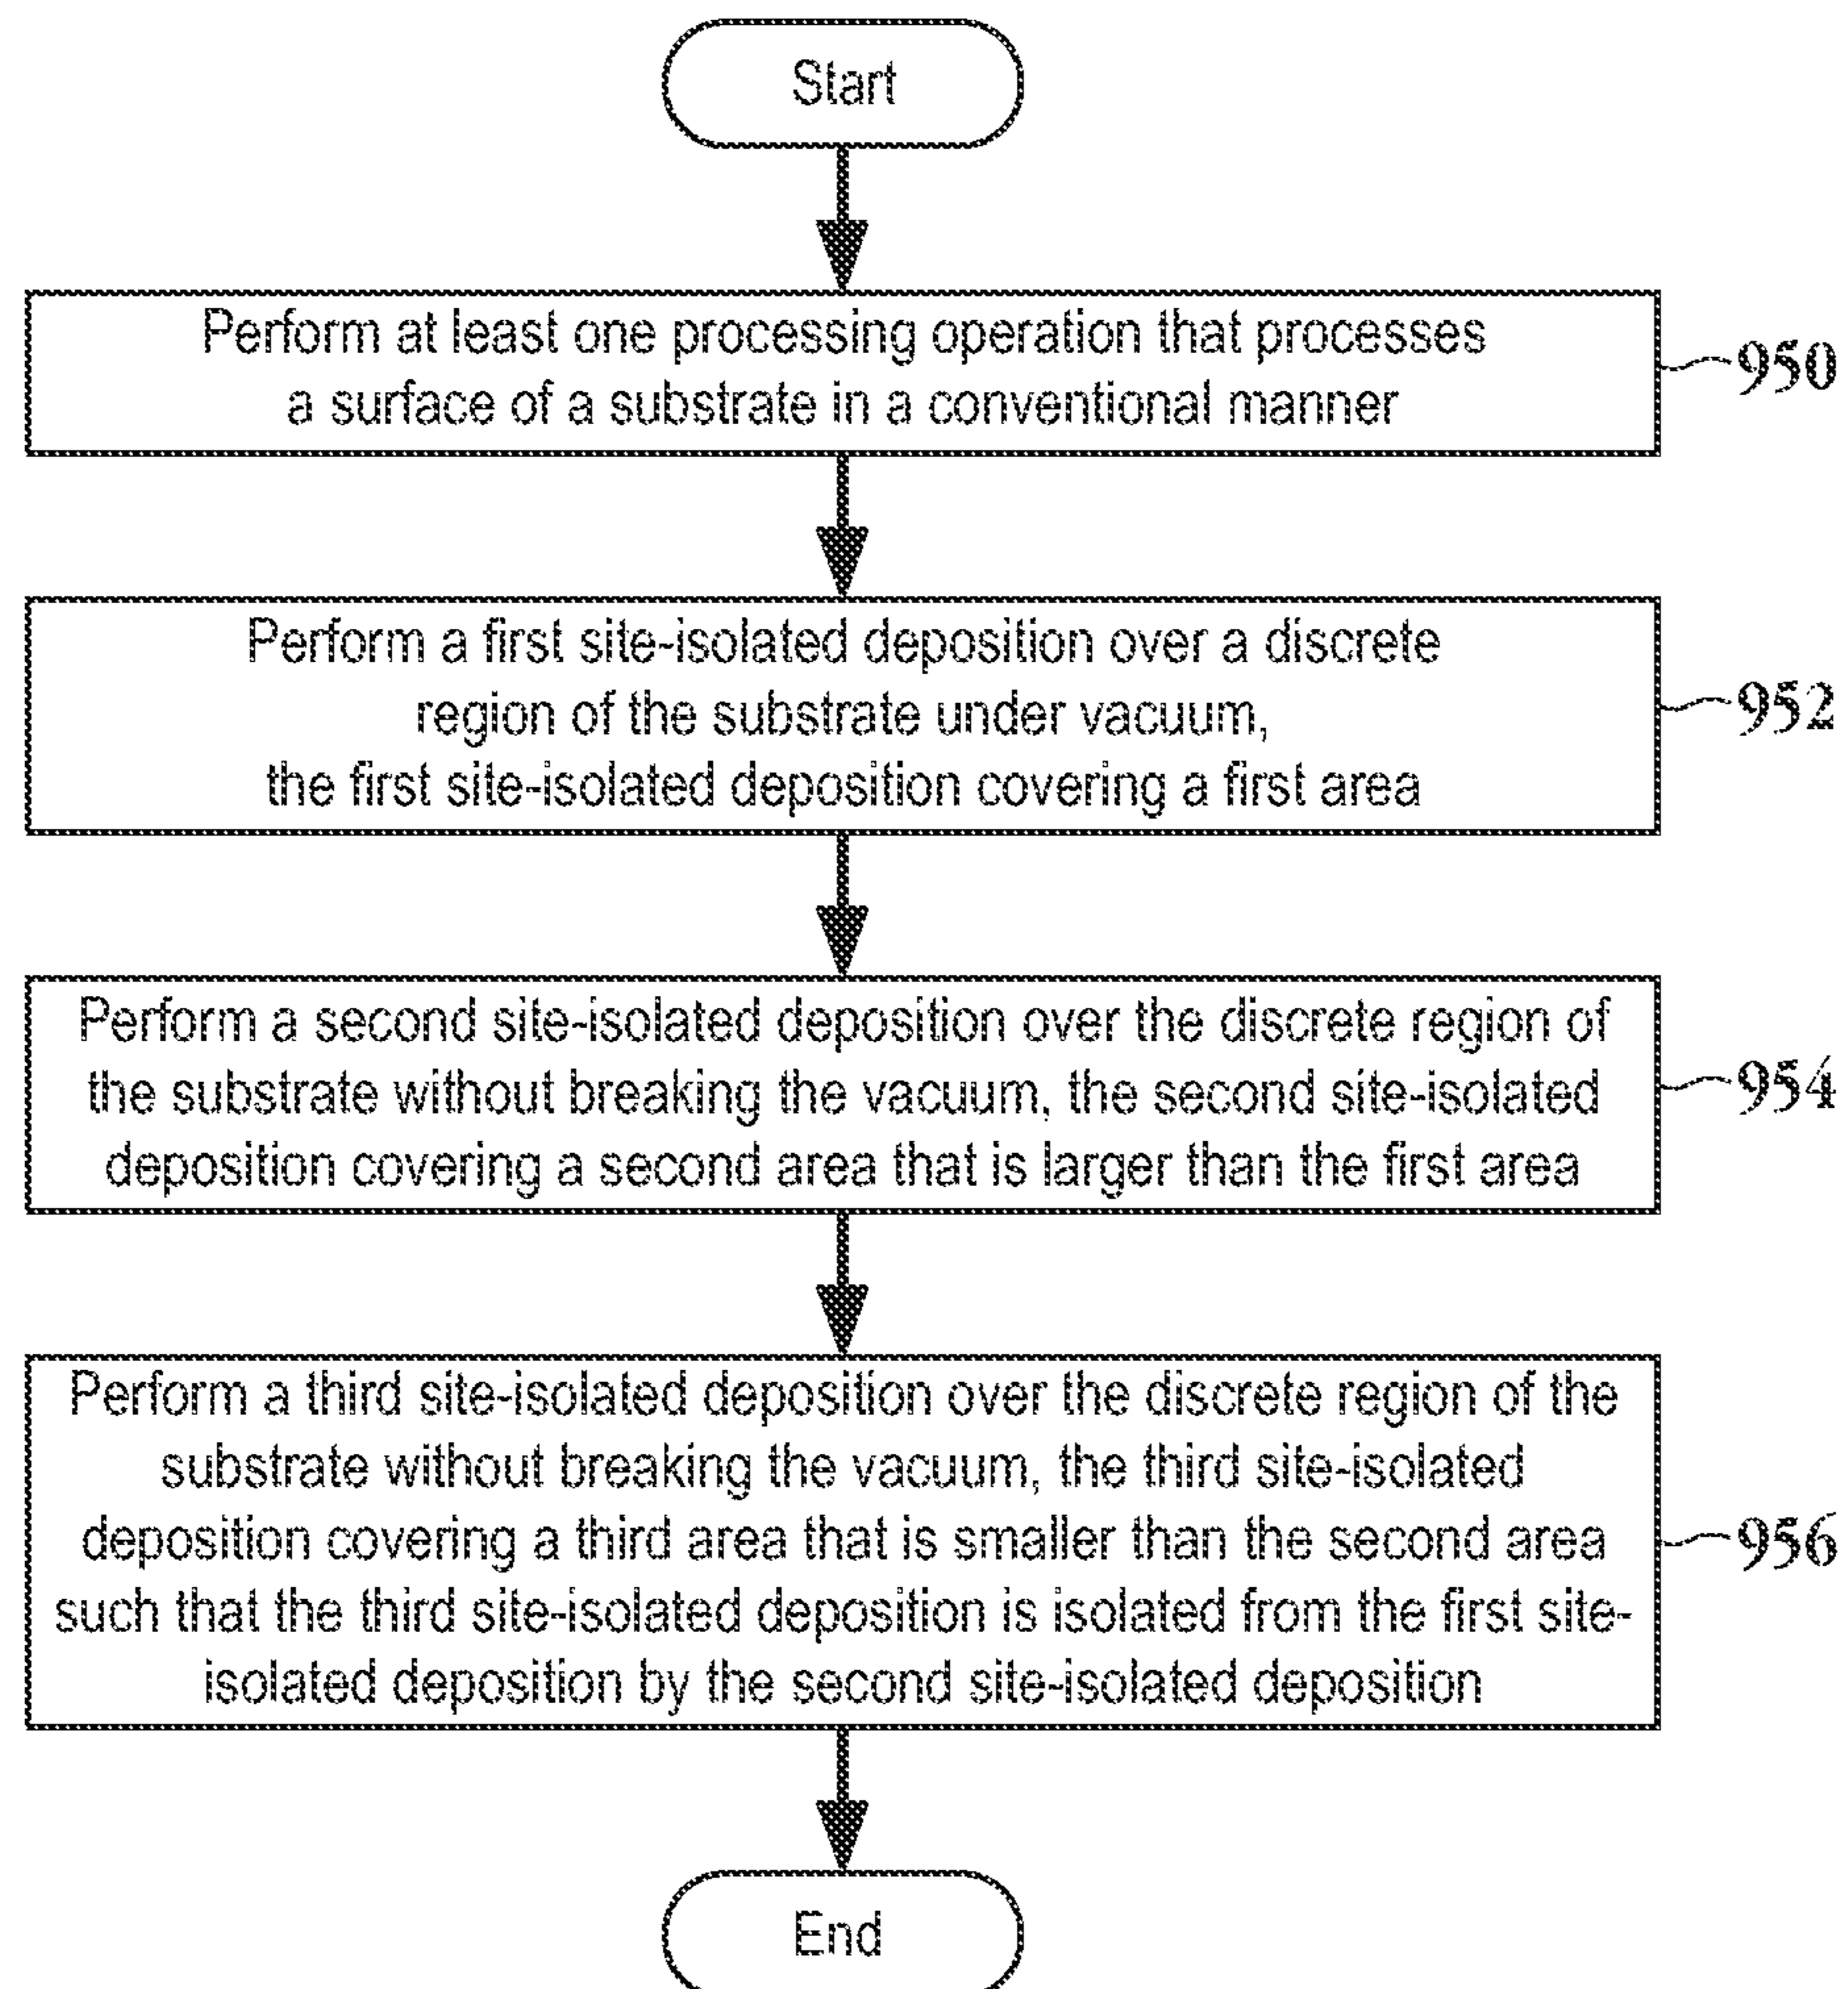 Start
Perform at least one processing operation that processes
a surface of a substrate in a conventional manner
950
Perform a first site-isolated deposition over a discrete
region of the substrate under vacuum,
the first site-isolated deposition covering a first area
952
Perform a second site-isolated deposition over the discrete region of
the substrate without breaking the vacuum, the second site-isolated
deposition covering a second area that is larger than the first area
954
Perform a third site-isolated deposition over the discrete region of the
substrate without breaking the vacuum, the third site-isolated
deposition covering a third area that is smaller than the second area
such that the third site-isolated deposition is isolated from the first site-
isolated deposition by the second site-isolated deposition
956
End